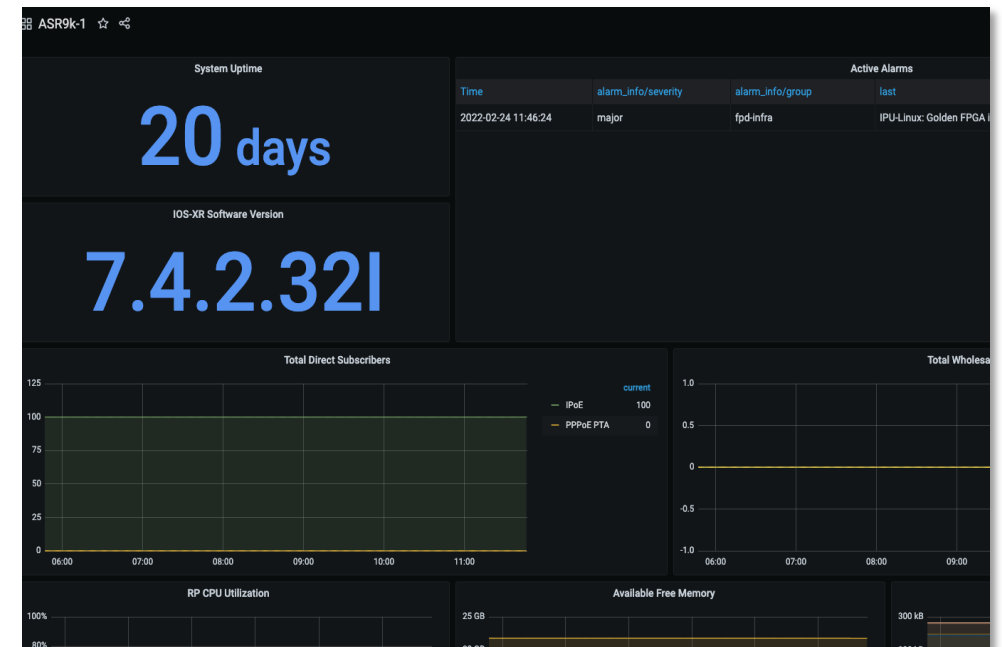 ASR9k-1
System Uptime
20 days
IOS-XR Software Version
7.4.2.32I
Active Alarms
Time alarm_info/severity alarm_info/group last
2022-02-24 11:46:24 major fpd-infra IPU-Linux: Golden FPGA i
Total Direct Subscribers
125
100
75
50
25
0
06:00 07:00 08:00 09:00 10:00 11:00
current
IPoE 100
PPPoE PTA 0
Total Wholesa
1.0
0.5
0
-0.5
-1.0
06:00 07:00 08:00 09:00
RP CPU Utilization
100%
80%
Available Free Memory
25 GB
300 kB